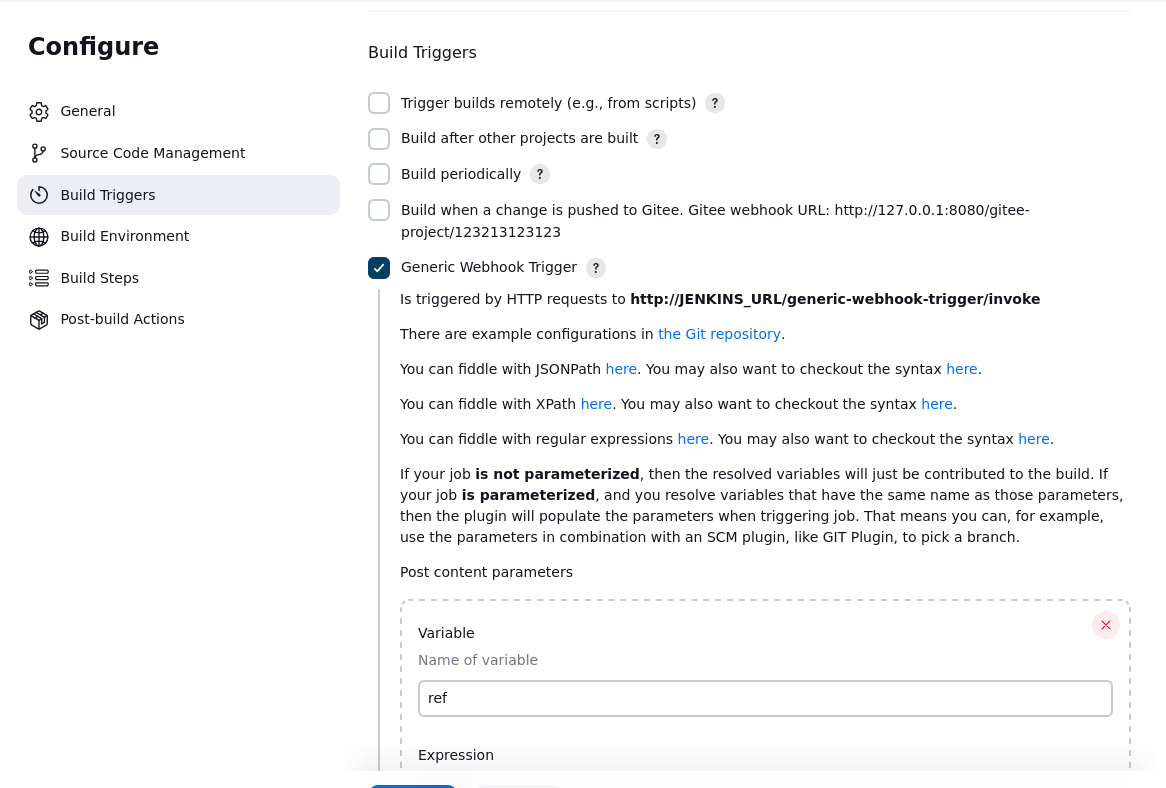 Configure
General
Source Code Management
Build Triggers
Build Environment
Build Steps
Post-build Actions
Build Triggers
Trigger builds remotely (e.g., from scripts) ?
Build after other projects are built ?
Build periodically ?
Build when a change is pushed to Gitee. Gitee webhook URL: http://127.0.0.1:8080/gitee-
project/123213123123
Generic Webhook Trigger ?
Is triggered by HTTP requests to http://JENKINS_URL/generic-webhook-trigger/invoke
There are example configurations in the Git repository.
You can fiddle with JSONPath here. You may also want to checkout the syntax here.
You can fiddle with XPath here. You may also want to checkout the syntax here.
You can fiddle with regular expressions here. You may also want to checkout the syntax here.
If your job is not parameterized, then the resolved variables will just be contributed to the build. If
your job is parameterized, and you resolve variables that have the same name as those parameters,
then the plugin will populate the parameters when triggering job. That means you can, for example,
use the parameters in combination with an SCM plugin, like GIT Plugin, to pick a branch.
Post content parameters
Variable
Name of variable
ref
Expression